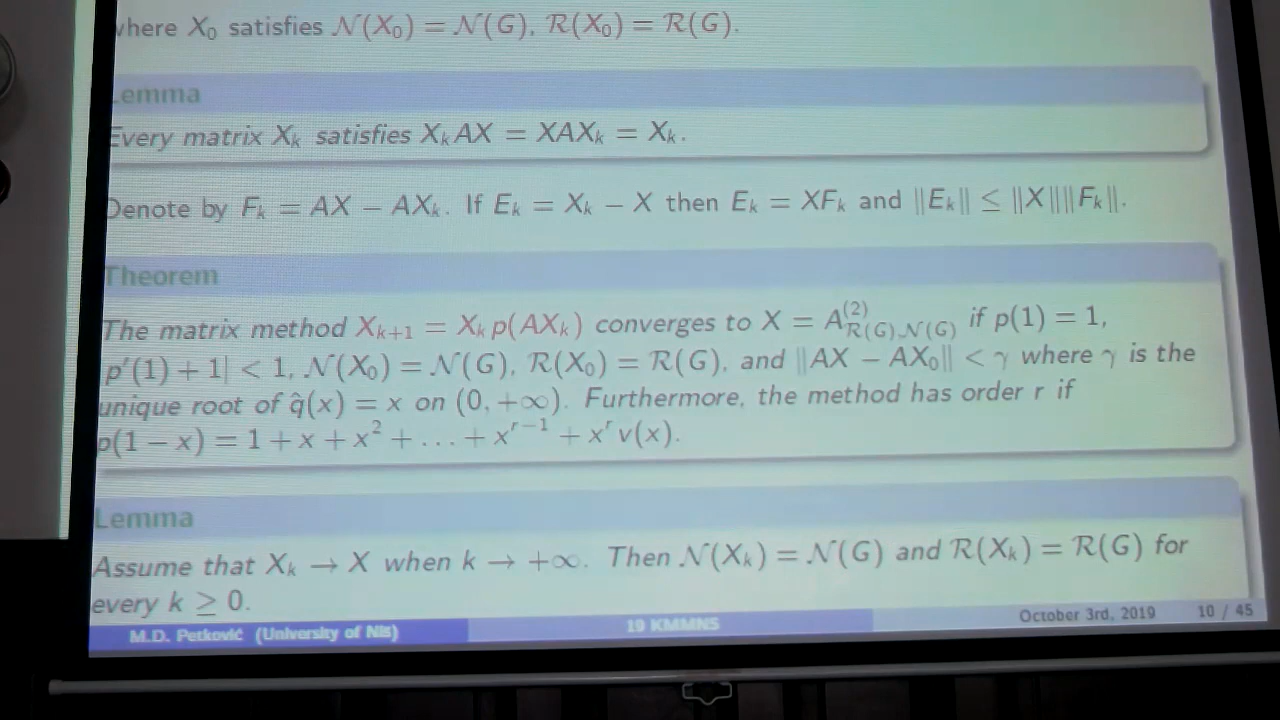 where X₀ satisfies 𝒩(X₀) = 𝒩(G), ℛ(X₀) = ℛ(G).
Lemma
Every matrix Xₖ satisfies XₖAX = XAXₖ = Xₖ.
Denote by Fₖ = AX − AXₖ. If Eₖ = Xₖ − X then Eₖ = XFₖ and ‖Eₖ‖ ≤ ‖X‖‖Fₖ‖.
Theorem
The matrix method Xₖ₊₁ = Xₖp(AXₖ) converges to X = A^{(2)}_{ℛ(G),𝒩(G)} if p(1) = 1,
|p′(1) + 1| < 1, 𝒩(X₀) = 𝒩(G), ℛ(X₀) = ℛ(G), and ‖AX − AX₀‖ < γ where γ is the
unique root of q̂(x) = x on (0, +∞). Furthermore, the method has order r if
p(1 − x) = 1 + x + x² + … + x^{r−1} + x^r v(x).
Lemma
Assume that Xₖ → X when k → +∞. Then 𝒩(Xₖ) = 𝒩(G) and ℛ(Xₖ) = ℛ(G) for
every k ≥ 0.
M.D. Petković (University of Nis) 19 KMMNS October 3rd, 2019 10 / 45